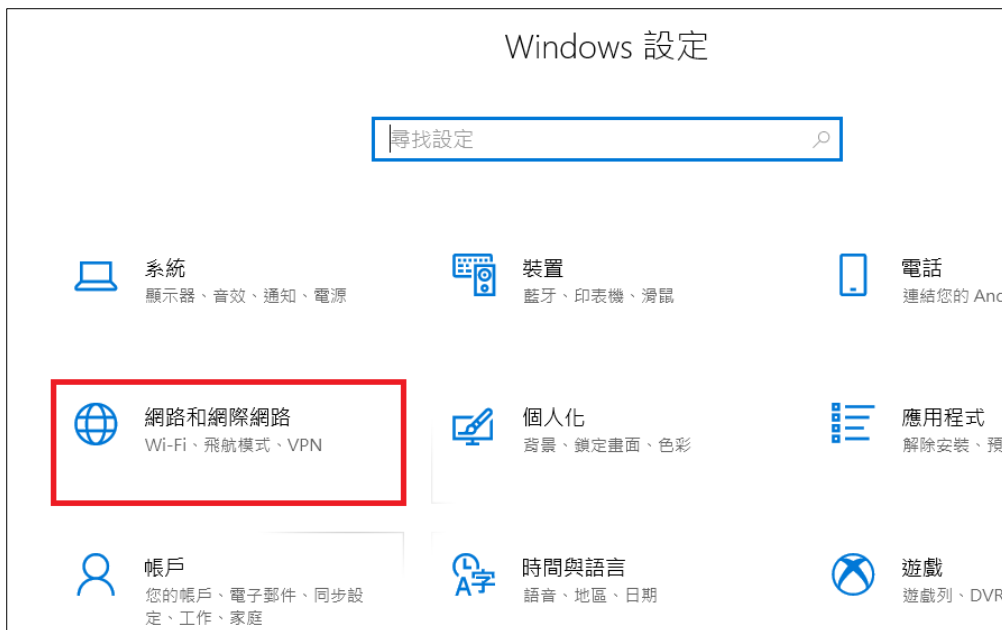 Windows 設定
尋找設定
系統
顯示器、音效、通知、電源
裝置
藍牙、印表機、滑鼠
電話
連結您的 And
網路和網際網路
Wi-Fi、飛航模式、VPN
個人化
背景、鎖定畫面、色彩
應用程式
解除安裝、預
帳戶
您的帳戶、電子郵件、同步設
定、工作、家庭
時間與語言
語音、地區、日期
遊戲
遊戲列、DVR